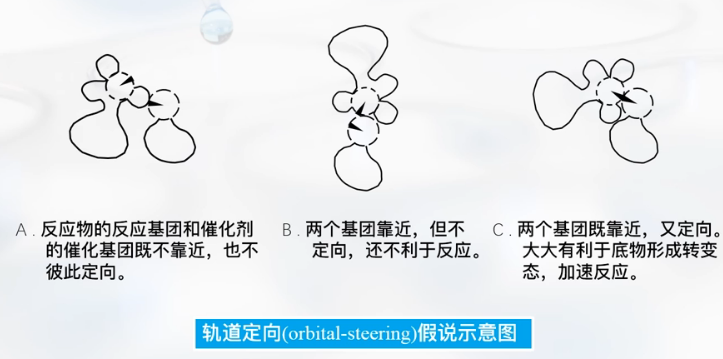 A．反应物的反应基团和催化剂
的催化基团既不靠近，也不
彼此定向。
B．两个基团靠近，但不
定向，还不利于反应。
C．两个基团既靠近，又定向。
大大有利于底物形成转变
态，加速反应。
轨道定向(orbital-steering)假说示意图